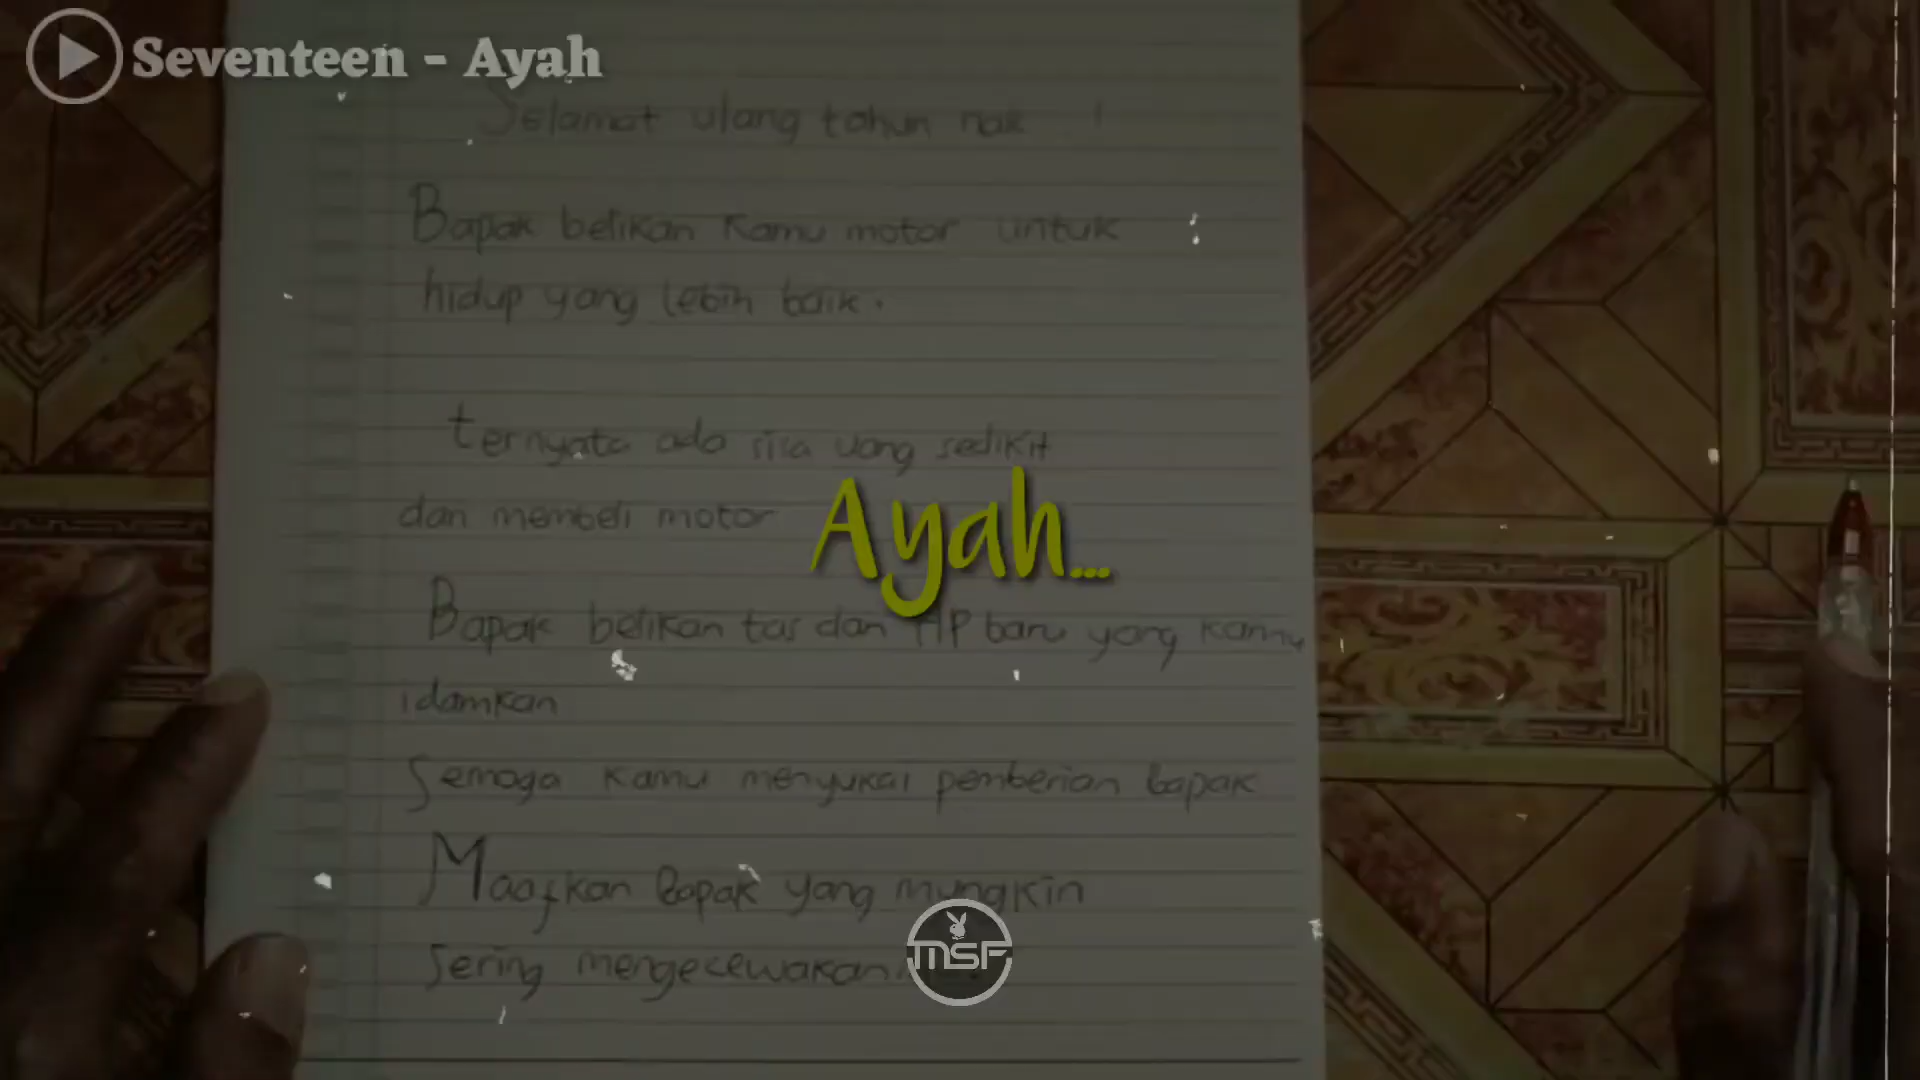 Seventeen - Ayah
Selamat ulang tahun nak !
Bapak belikan kamu motor untuk
hidup yang lebih baik.
ternyata ada sisa uang sedikit
dan membeli motor
Ayah...
Bapak belikan tas dan HP baru yang kamu
idamkan
Semoga kamu menyukai pemberian bapak
Maafkan bapak yang mungkin
sering mengecewakan
MSF